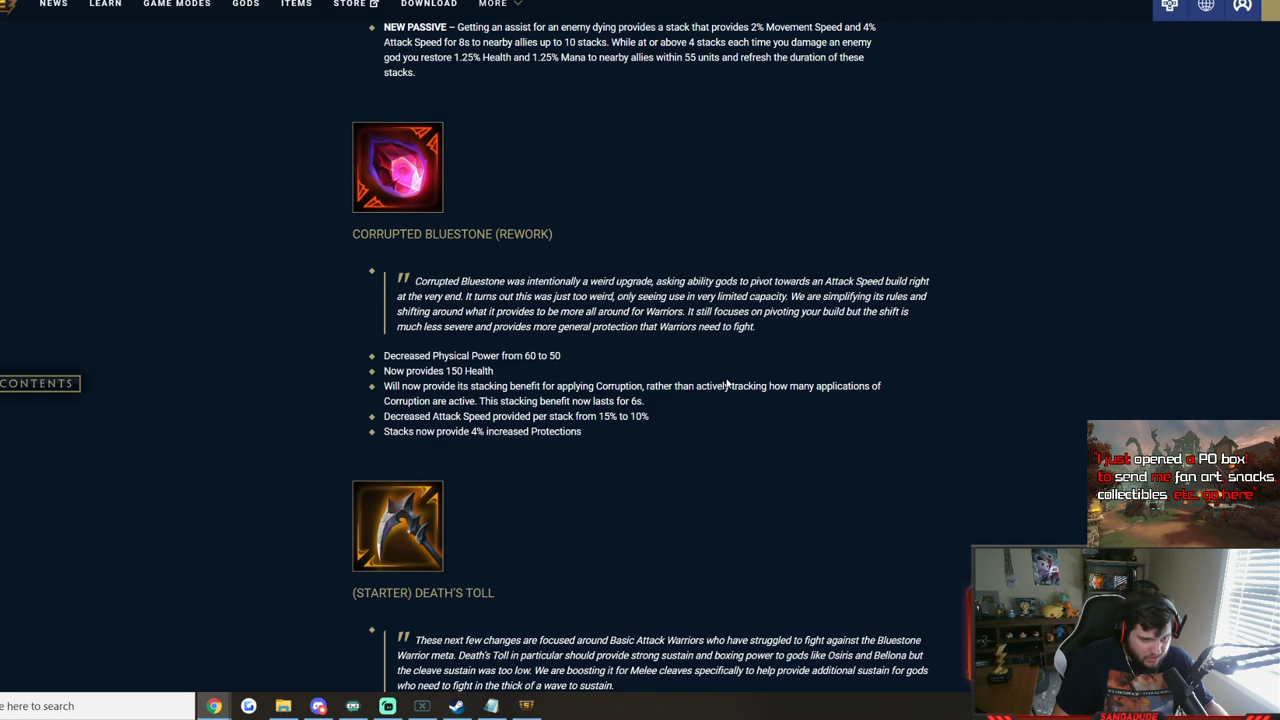 NEWS LEARN GAME MODES GODS ITEMS STORE DOWNLOAD MORE
NEW PASSIVE – Getting an assist for an enemy dying provides a stack that provides 2% Movement Speed and 4%
Attack Speed for 8s to nearby allies up to 10 stacks. While at or above 4 stacks each time you damage an enemy
god you restore 1.25% Health and 1.25% Mana to nearby allies within 55 units and refresh the duration of these
stacks.
CORRUPTED BLUESTONE (REWORK)
" Corrupted Bluestone was intentionally a weird upgrade, asking ability gods to pivot towards an Attack Speed build right
at the very end. It turns out this was just too weird, only seeing use in very limited capacity. We are simplifying its rules and
shifting around what it provides to be more all around for Warriors. It still focuses on pivoting your build but the shift is
much less severe and provides more general protection that Warriors need to fight.
Decreased Physical Power from 60 to 50
Now provides 150 Health
Will now provide its stacking benefit for applying Corruption, rather than actively tracking how many applications of
Corruption are active. This stacking benefit now lasts for 6s.
Decreased Attack Speed provided per stack from 15% to 10%
Stacks now provide 4% increased Protections
CONTENTS
"I just opened a PO box!
to send me fan art, snacks,
collectibles, etc. go here"
(STARTER) DEATH'S TOLL
" These next few changes are focused around Basic Attack Warriors who have struggled to fight against the Bluestone
Warrior meta. Death's Toll in particular should provide strong sustain and boxing power to gods like Osiris and Bellona but
the cleave sustain was too low. We are boosting it for Melee cleaves specifically to help provide additional sustain for gods
who need to fight in the thick of a wave to sustain.
e here to search
SANGADUDE